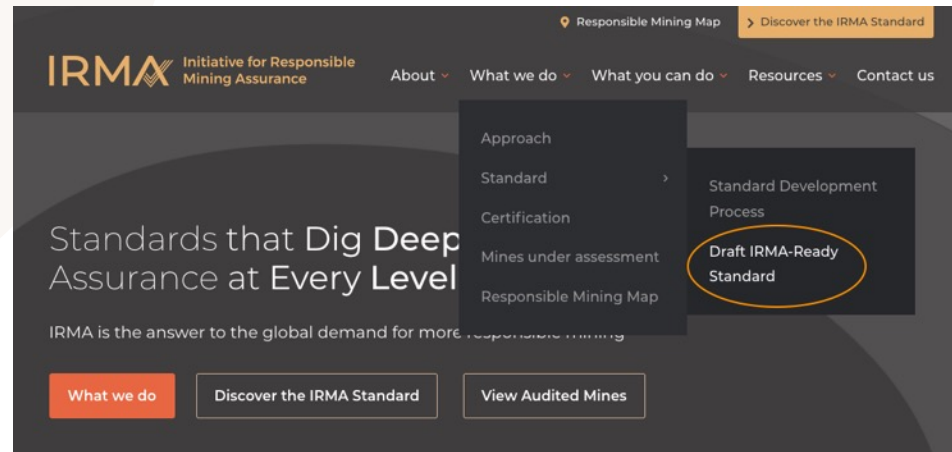 Responsible Mining Map
Discover the IRMA Standard
IRMA
Initiative for Responsible
Mining Assurance
About
What we do
What you can do
Resources
Contact us
Approach
Standard
Certification
Mines under assessment
Responsible Mining Map
Standard Development
Process
Draft IRMA-Ready
Standard
Standards that Dig Deep
Assurance at Every Level
IRMA is the answer to the global demand for more responsible mining
What we do
Discover the IRMA Standard
View Audited Mines